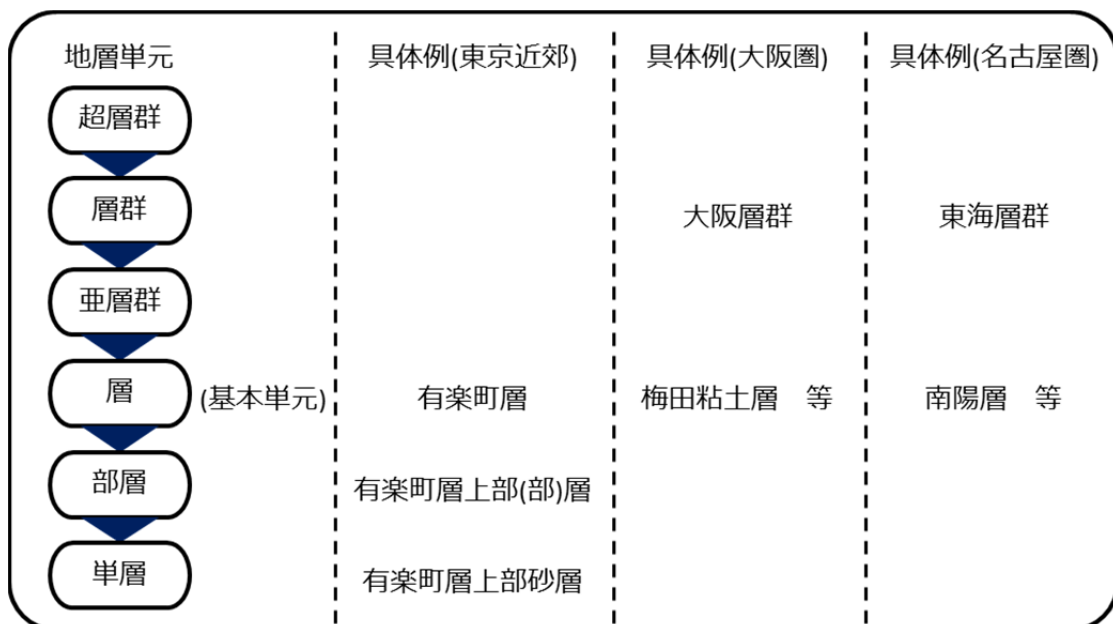 地層単元 具体例(東京近郊) 具体例(大阪圏) 具体例(名古屋圏)
超層群
層群 大阪層群 東海層群
亜層群
層 (基本単元) 有楽町層 梅田粘土層　等 南陽層　等
部層 有楽町層上部(部)層
単層 有楽町層上部砂層